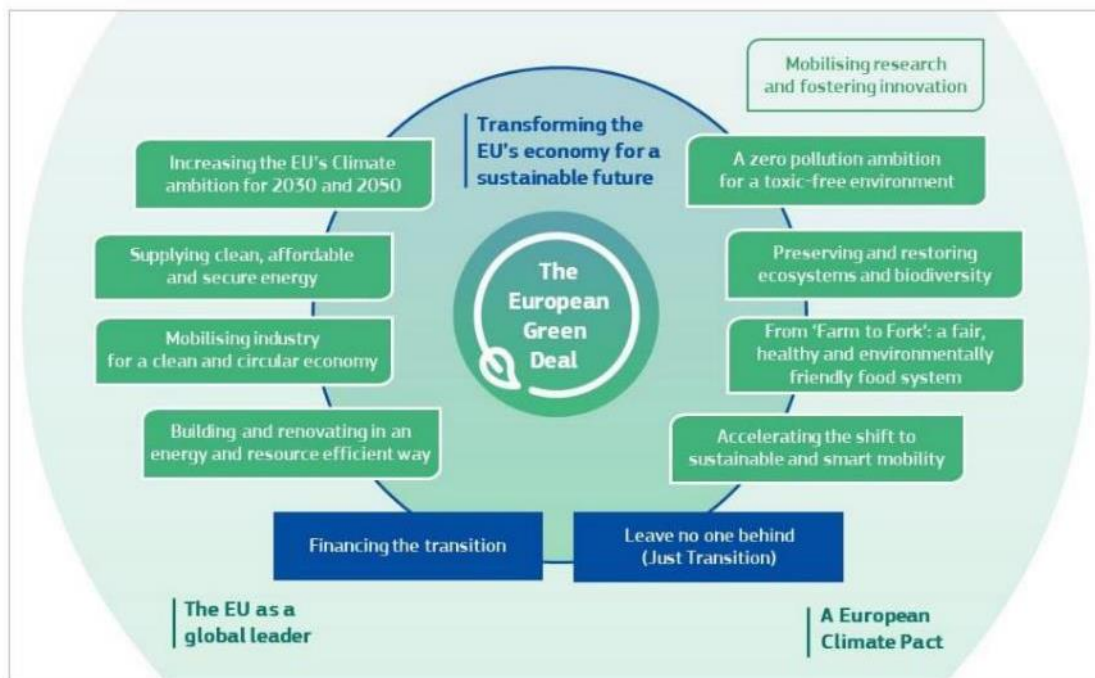 Mobilising research
and fostering innovation
Transforming the
EU's economy for a
sustainable future
Increasing the EU's Climate
ambition for 2030 and 2050
A zero pollution ambition
for a toxic-free environment
Supplying clean, affordable
and secure energy
Preserving and restoring
ecosystems and biodiversity
The
European
Green
Deal
Mobilising industry
for a clean and circular economy
From 'Farm to Fork': a fair,
healthy and environmentally
friendly food system
Building and renovating in an
energy and resource efficient way
Accelerating the shift to
sustainable and smart mobility
Financing the transition
Leave no one behind
(Just Transition)
The EU as a
global leader
A European
Climate Pact